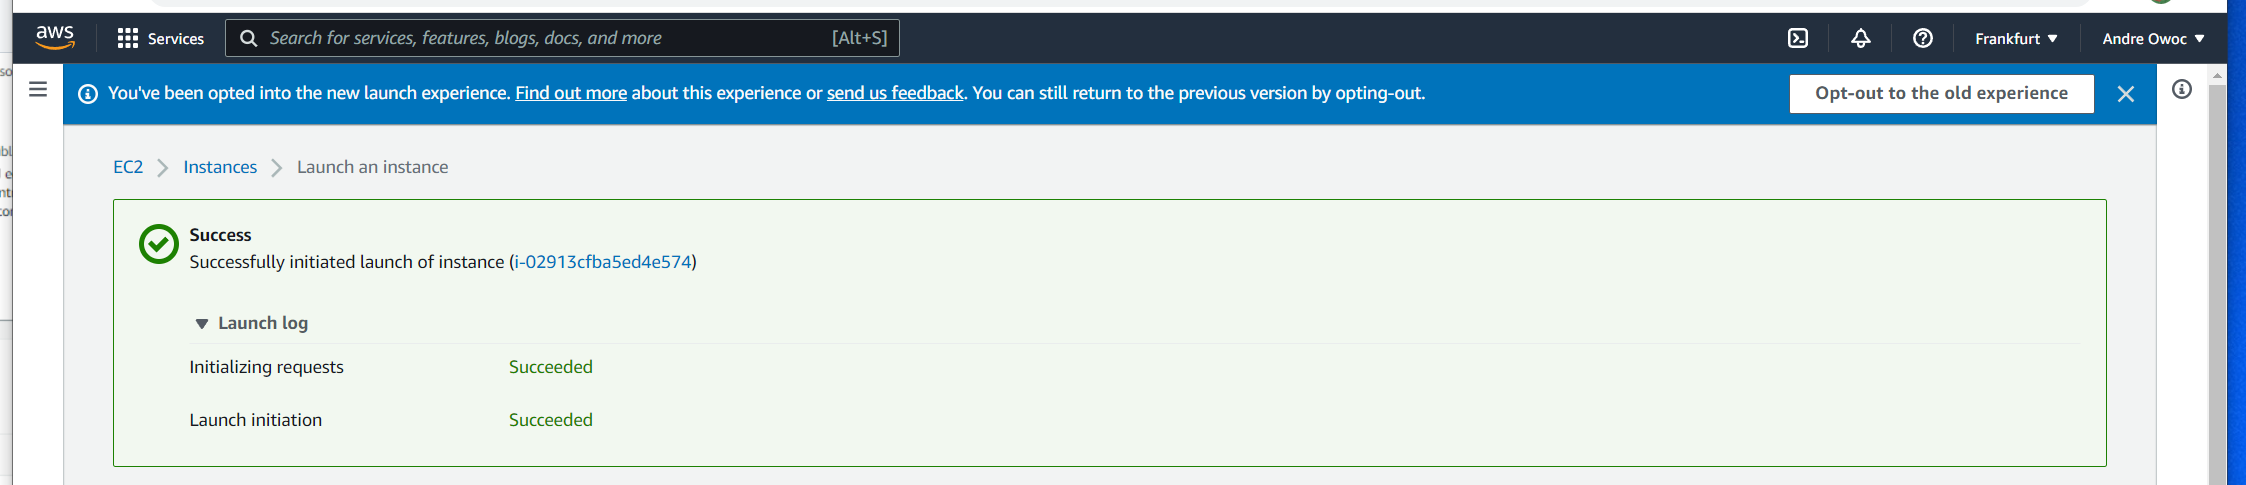 aws
Services
Search for services, features, blogs, docs, and more
[Alt+S]
Frankfurt
Andre Owoc
You've been opted into the new launch experience. Find out more about this experience or send us feedback. You can still return to the previous version by opting-out.
Opt-out to the old experience
EC2
Instances
Launch an instance
Success
Successfully initiated launch of instance (i-02913cfba5ed4e574)
Launch log
Initializing requests
Succeeded
Launch initiation
Succeeded